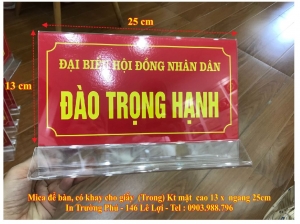 25 cm
13 cm
ĐẠI BIỂU HỘI ĐỒNG NHÂN DÂN
ĐÀO TRỌNG HẠNH
Mica để bàn, có khay cho giấy (Trong) Kt mặt cao 13 x ngang 25cm
In Trường Phú - 146 Lê Lợi - Tel : 0903.988.796